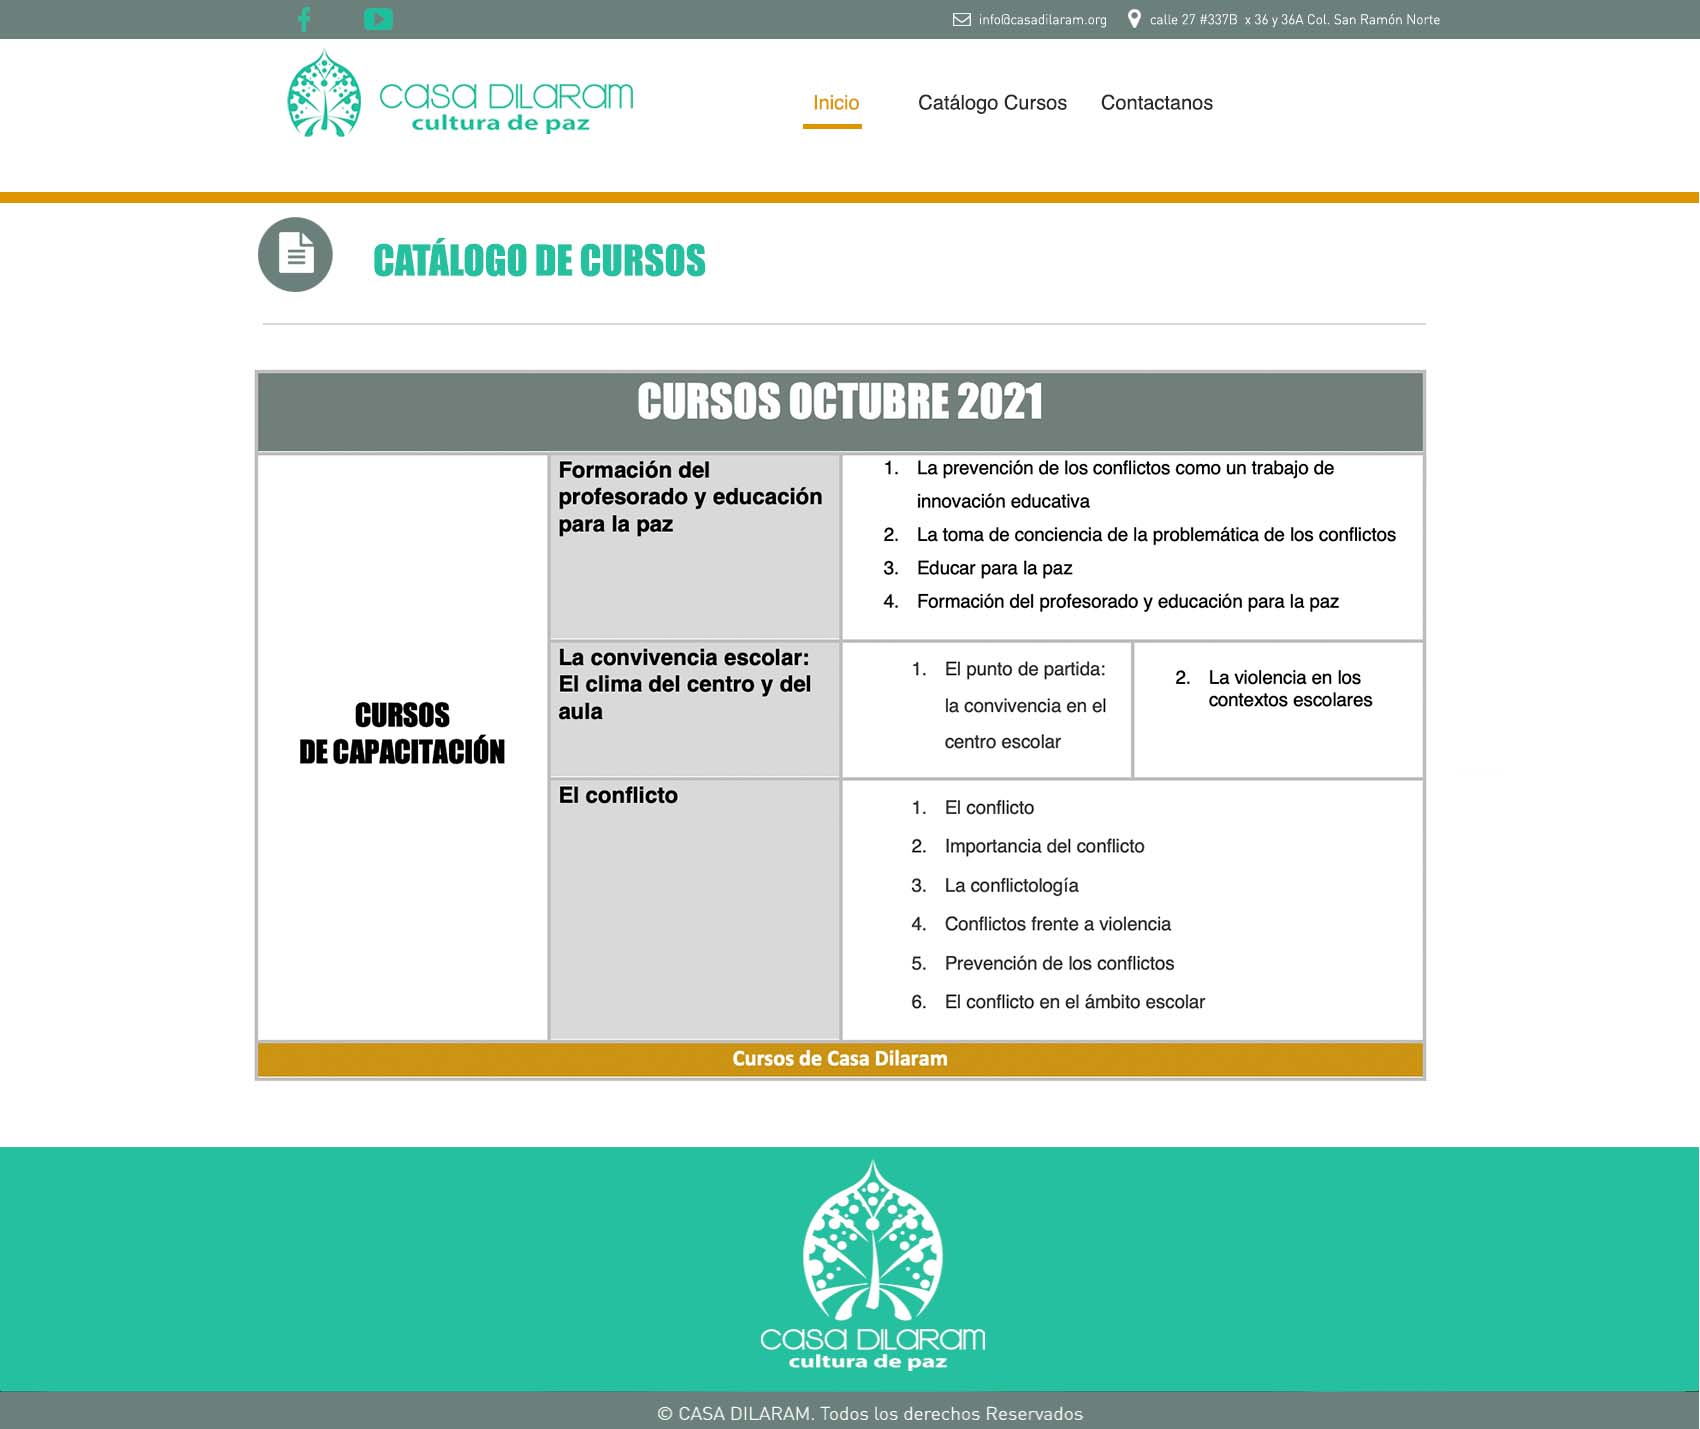 info@casadilaram.org calle 27 #337B x 36 y 36A Col. San Ramón Norte
casa DILaRam
cultura de paz
Inicio Catálogo Cursos Contactanos
CATÁLOGO DE CURSOS
CURSOS OCTUBRE 2021
CURSOS
DE CAPACITACIÓN
Formación del
profesorado y educación
para la paz
1. La prevención de los conflictos como un trabajo de
innovación educativa
2. La toma de conciencia de la problemática de los conflictos
3. Educar para la paz
4. Formación del profesorado y educación para la paz
La convivencia escolar:
El clima del centro y del
aula
1. El punto de partida:
la convivencia en el
centro escolar
2. La violencia en los
contextos escolares
El conflicto
1. El conflicto
2. Importancia del conflicto
3. La conflictología
4. Conflictos frente a violencia
5. Prevención de los conflictos
6. El conflicto en el ámbito escolar
Cursos de Casa Dilaram
casa DILaRam
cultura de paz
© CASA DILARAM. Todos los derechos Reservados